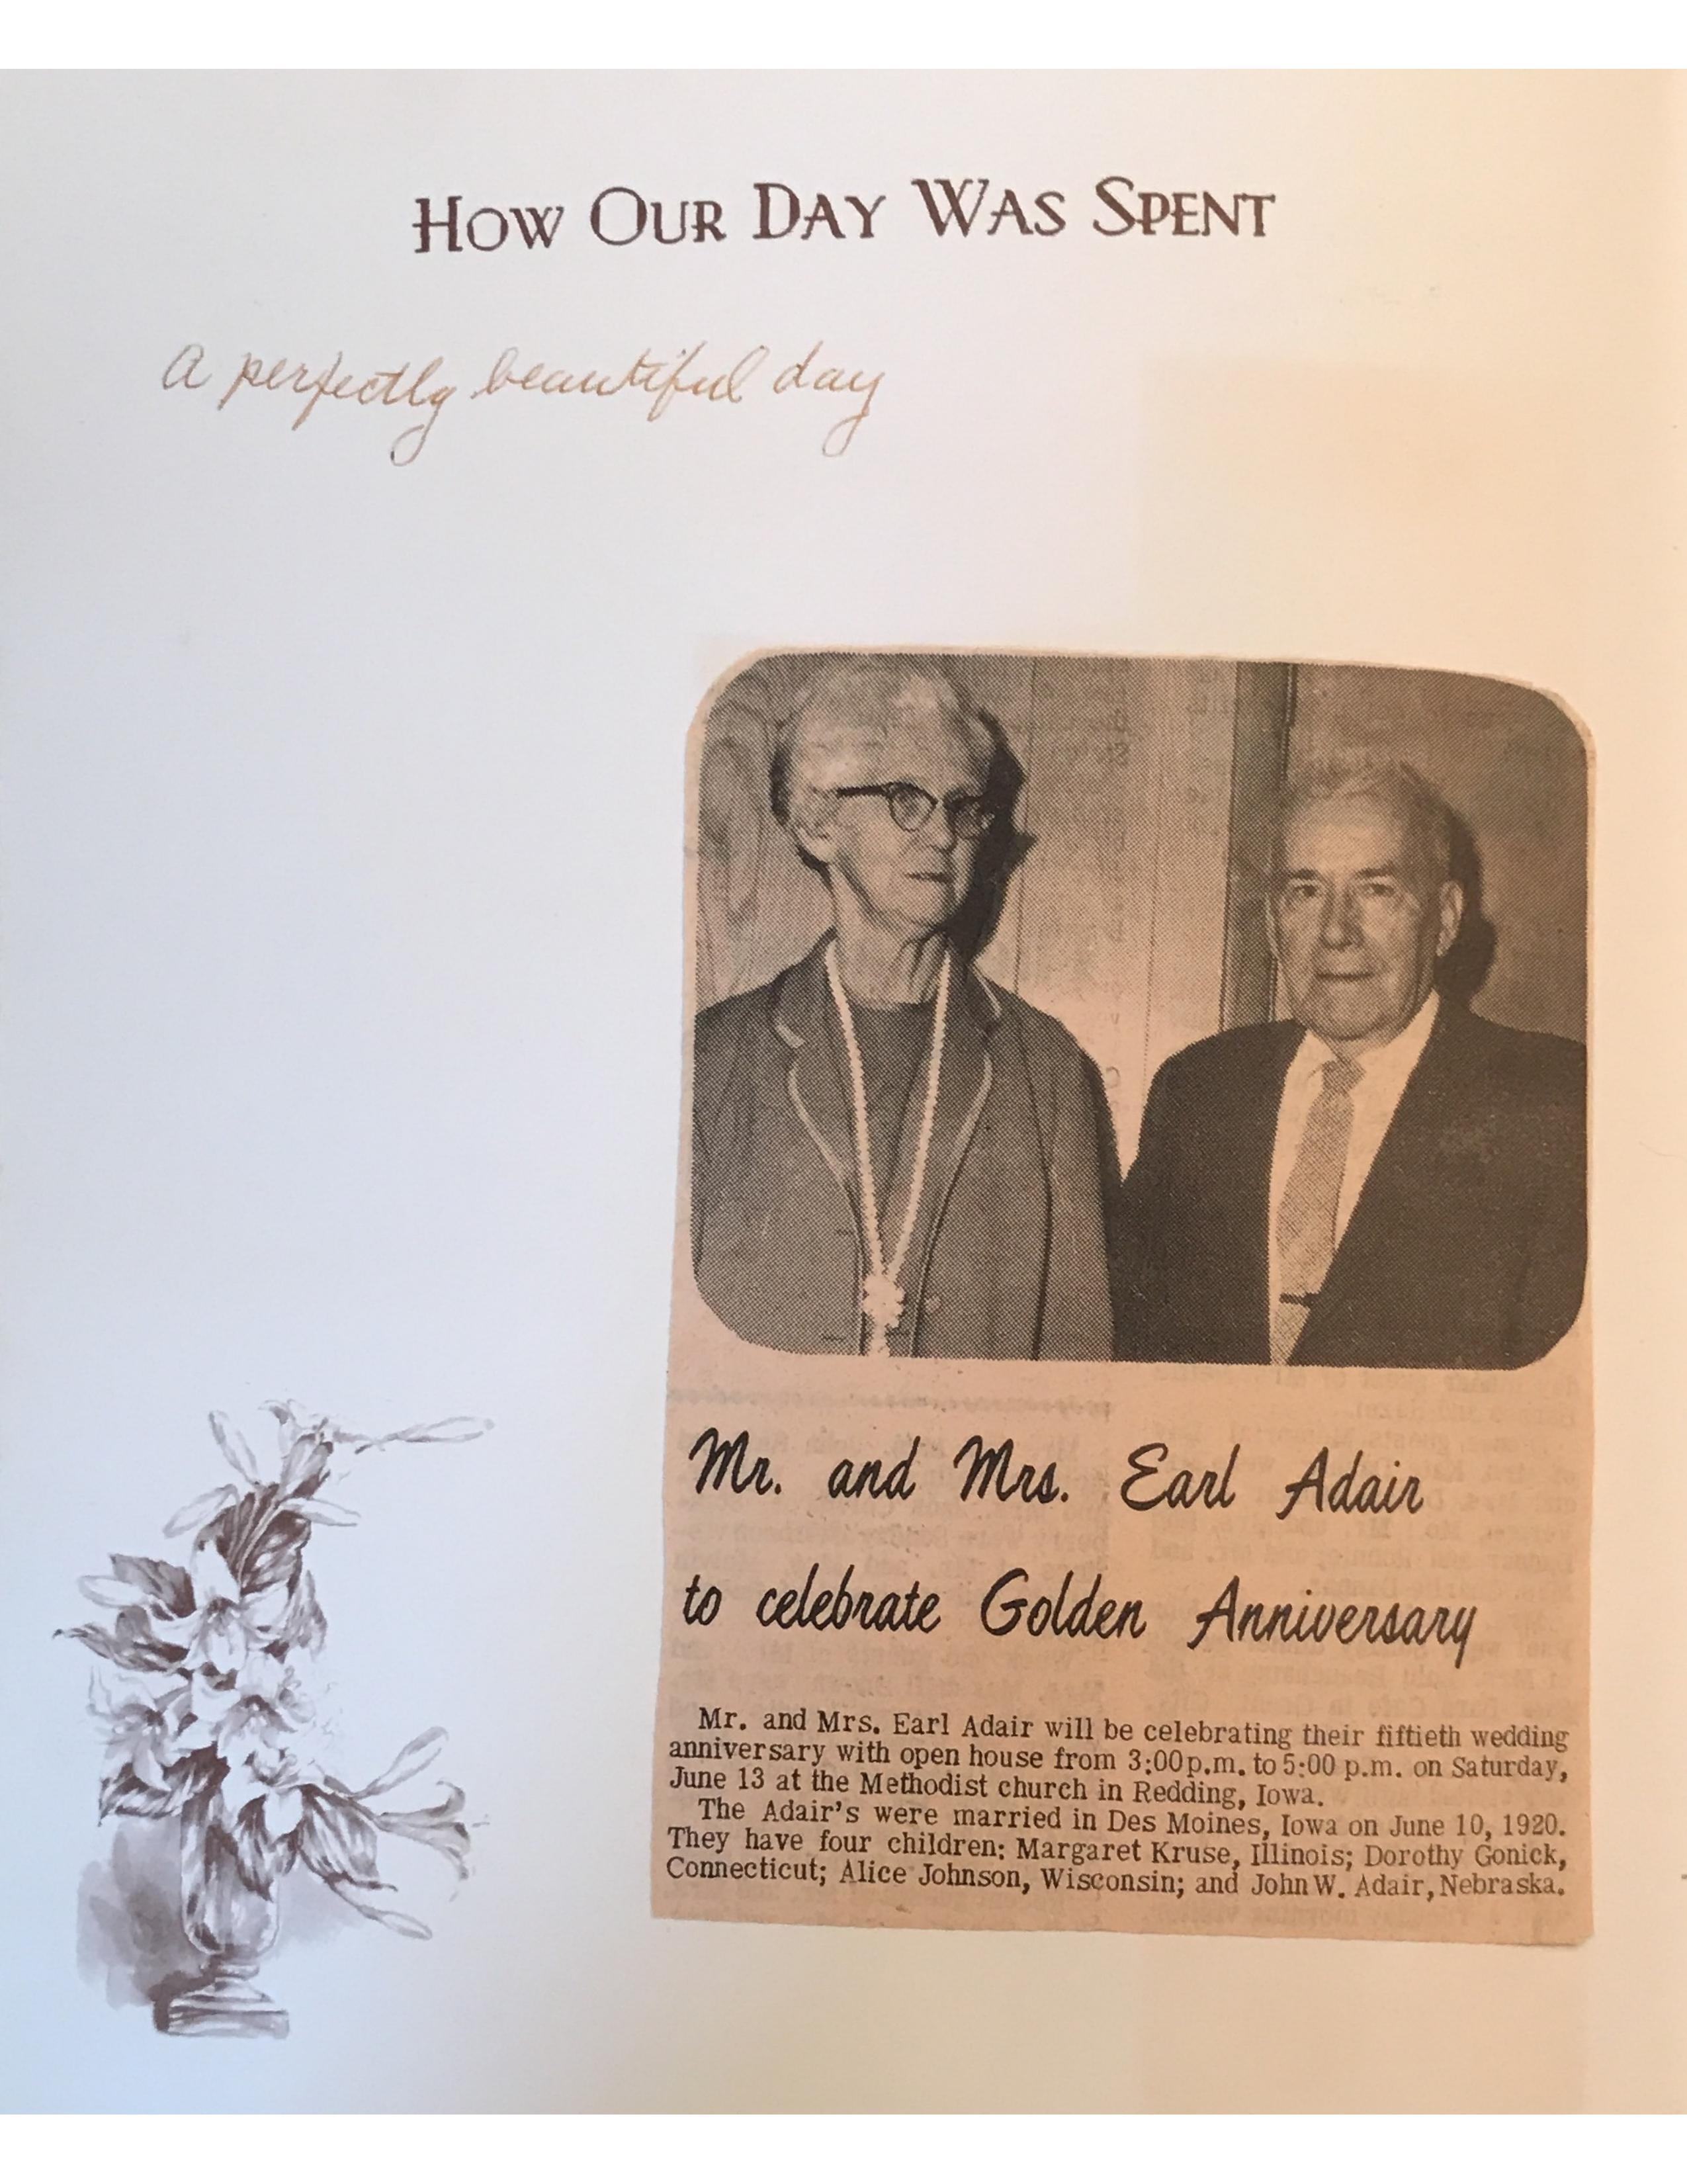 HOW OUR DAY WAS SPENT
A perfectly beautiful day
Mr. and Mrs. Earl Adair
to celebrate Golden Anniversary
Mr. and Mrs. Earl Adair will be celebrating their fiftieth wedding
anniversary with open house from 3:00p.m. to 5:00 p.m. on Saturday,
June 13 at the Methodist church in Redding, Iowa.
The Adair's were married in Des Moines, Iowa on June 10, 1920.
They have four children: Margaret Kruse, Illinois; Dorothy Gonick,
Connecticut; Alice Johnson, Wisconsin; and John W. Adair, Nebraska.